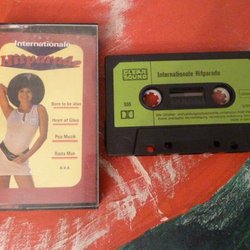 Internationale
Hitparade
Born to be alive
Heart of Glass
Pop Muzik
Rasta Man
u.v.a.
CLEAR
SOUND
Internationale Hitparade